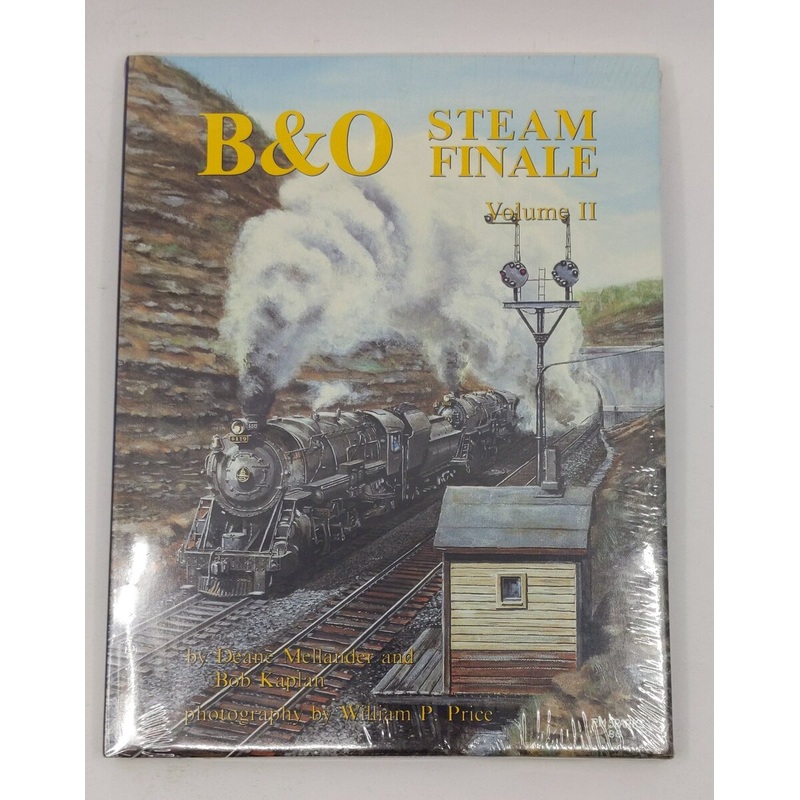 B&O STEAM
FINALE
Volume II
by Deane Mellander and
Bob Kaplan
photography by William P. Price